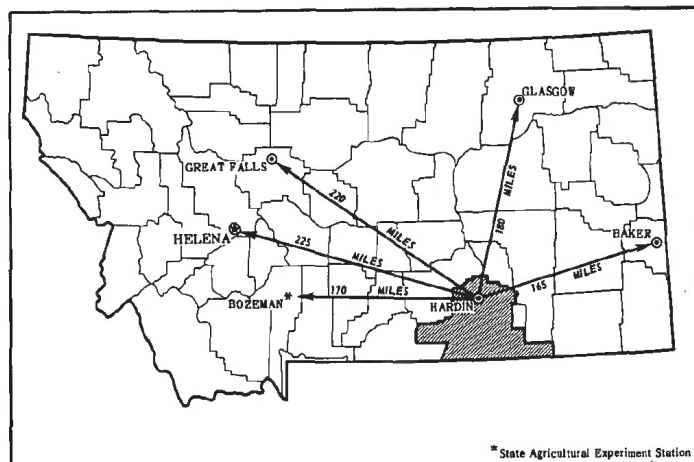 GLASGOW
GREAT FALLS
220 MILES
180 MILES
HELENA
225 MILES
BAKER
165 MILES
BOZEMAN*
170 MILES
HARDIN
* State Agricultural Experiment Station